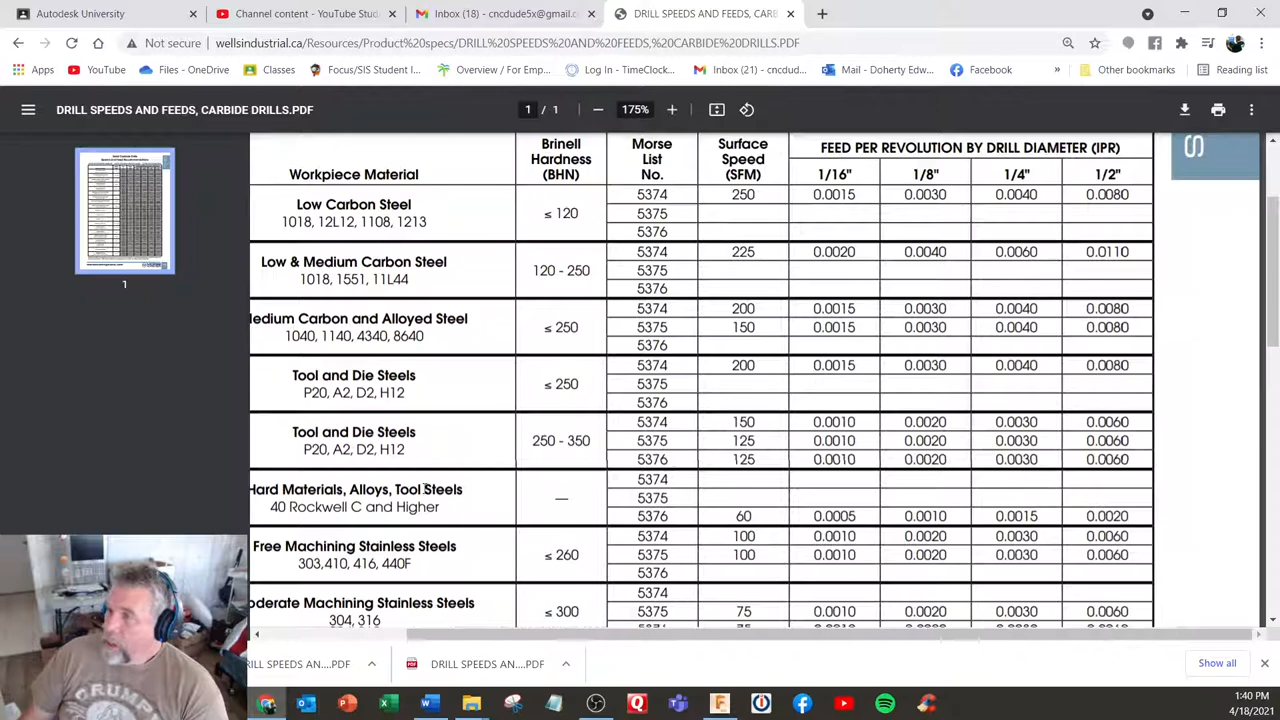 Autodesk University
Channel content - YouTube Stud
Inbox (18) - cncdude5x@gmail.c
DRILL SPEEDS AND FEEDS, CARB
Not secure
wellsindustrial.ca/Resources/Product%20specs/DRILL%20SPEEDS%20AND%20FEEDS,%20CARBIDE%20DRILLS.PDF
Apps
YouTube
Files - OneDrive
Classes
Focus/SIS Student I...
Overview / For Emp...
Log In - TimeClock...
Inbox (21) - cncdud...
Mail - Doherty Edw...
Facebook
»
Other bookmarks
Reading list
DRILL SPEEDS AND FEEDS, CARBIDE DRILLS.PDF
1 / 1
175%
1
Workpiece Material
Brinell Hardness (BHN)
Morse List No.
Surface Speed (SFM)
FEED PER REVOLUTION BY DRILL DIAMETER (IPR)
1/16" 1/8" 1/4" 1/2"
Low Carbon Steel
1018, 12L12, 1108, 1213
≤ 120
5374 250 0.0015 0.0030 0.0040 0.0080
5375
5376
Low & Medium Carbon Steel
1018, 1551, 11L44
120 - 250
5374 225 0.0020 0.0040 0.0060 0.0110
5375
5376
edium Carbon and Alloyed Steel
1040, 1140, 4340, 8640
≤ 250
5374 200 0.0015 0.0030 0.0040 0.0080
5375 150 0.0015 0.0030 0.0040 0.0080
5376
Tool and Die Steels
P20, A2, D2, H12
≤ 250
5374 200 0.0015 0.0030 0.0040 0.0080
5375
5376
Tool and Die Steels
P20, A2, D2, H12
250 - 350
5374 150 0.0010 0.0020 0.0030 0.0060
5375 125 0.0010 0.0020 0.0030 0.0060
5376 125 0.0010 0.0020 0.0030 0.0060
Hard Materials, Alloys, Tool Steels
40 Rockwell C and Higher
—
5374
5375
5376 60 0.0005 0.0010 0.0015 0.0020
Free Machining Stainless Steels
303,410, 416, 440F
≤ 260
5374 100 0.0010 0.0020 0.0030 0.0060
5375 100 0.0010 0.0020 0.0030 0.0060
5376
oderate Machining Stainless Steels
304, 316
≤ 300
5374
5375 75 0.0010 0.0020 0.0030 0.0060
S
RILL SPEEDS AN....PDF
DRILL SPEEDS AN....PDF
Show all
1:40 PM
4/18/2021